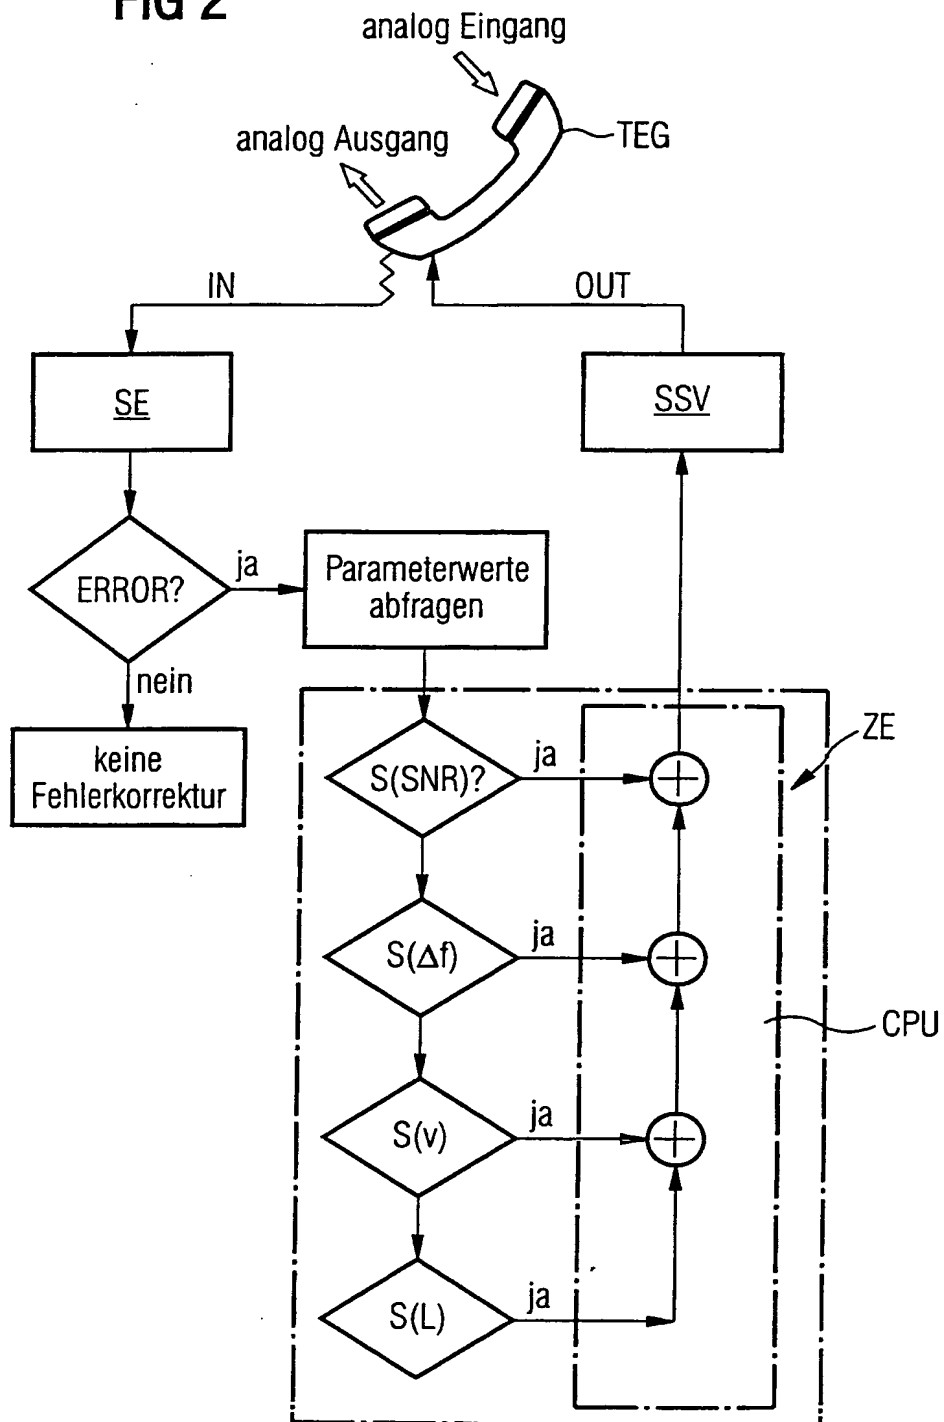 FIG 2
analog Eingang
TEG
analog Ausgang
IN
OUT
SE
SSV
ERROR?
ja
Parameterwerte
abfragen
nein
keine
Fehlerkorrektur
S(SNR)?
ja
ZE
S(Δf)
ja
CPU
S(v)
ja
S(L)
ja